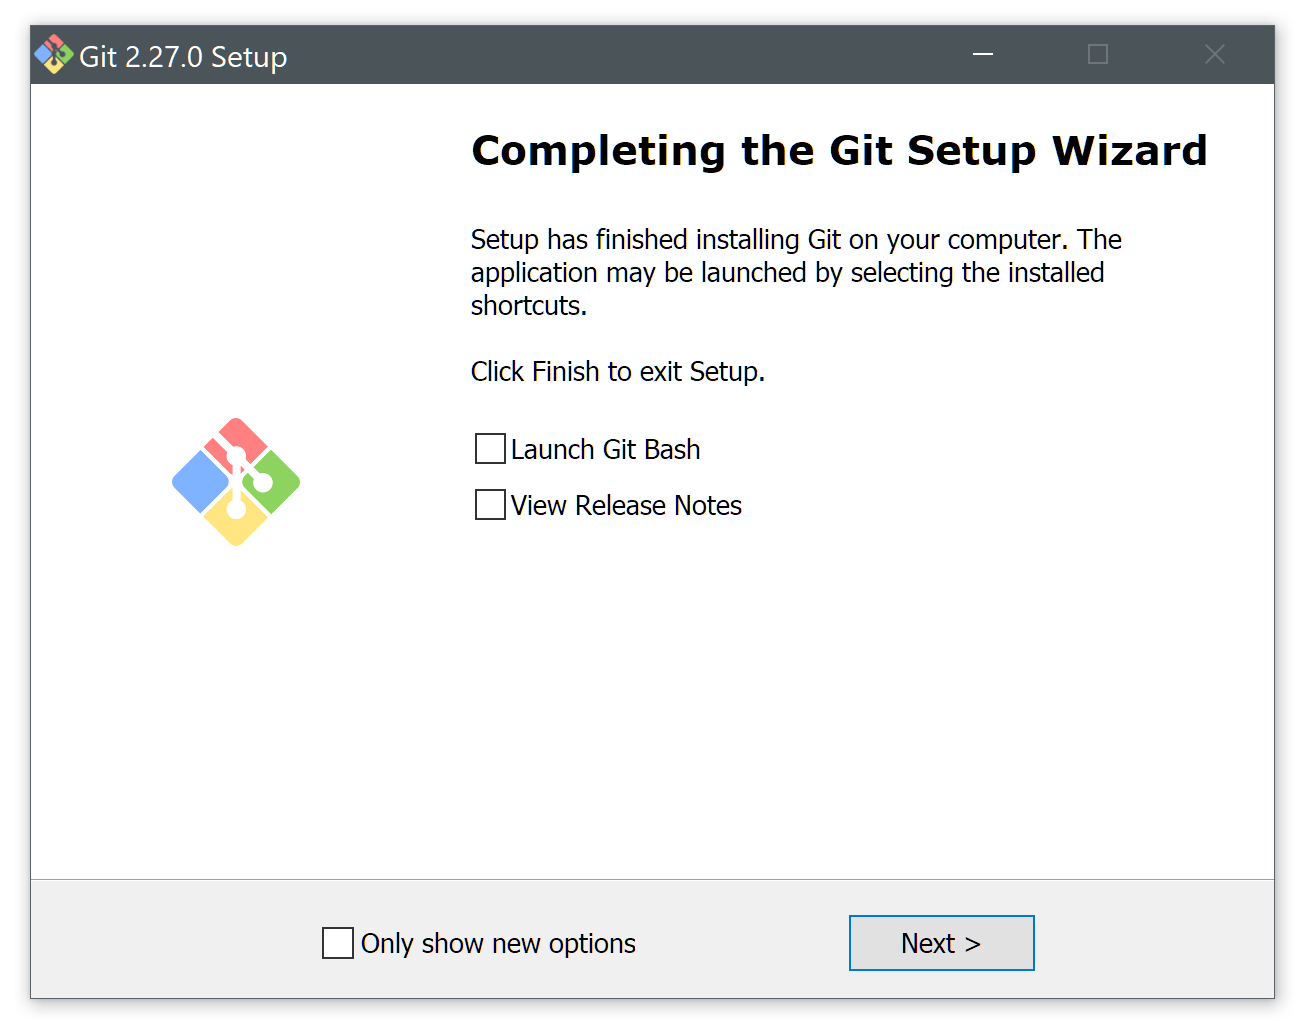 Git 2.27.0 Setup
Completing the Git Setup Wizard
Setup has finished installing Git on your computer. The
application may be launched by selecting the installed
shortcuts.
Click Finish to exit Setup.
Launch Git Bash
View Release Notes
Only show new options
Next >